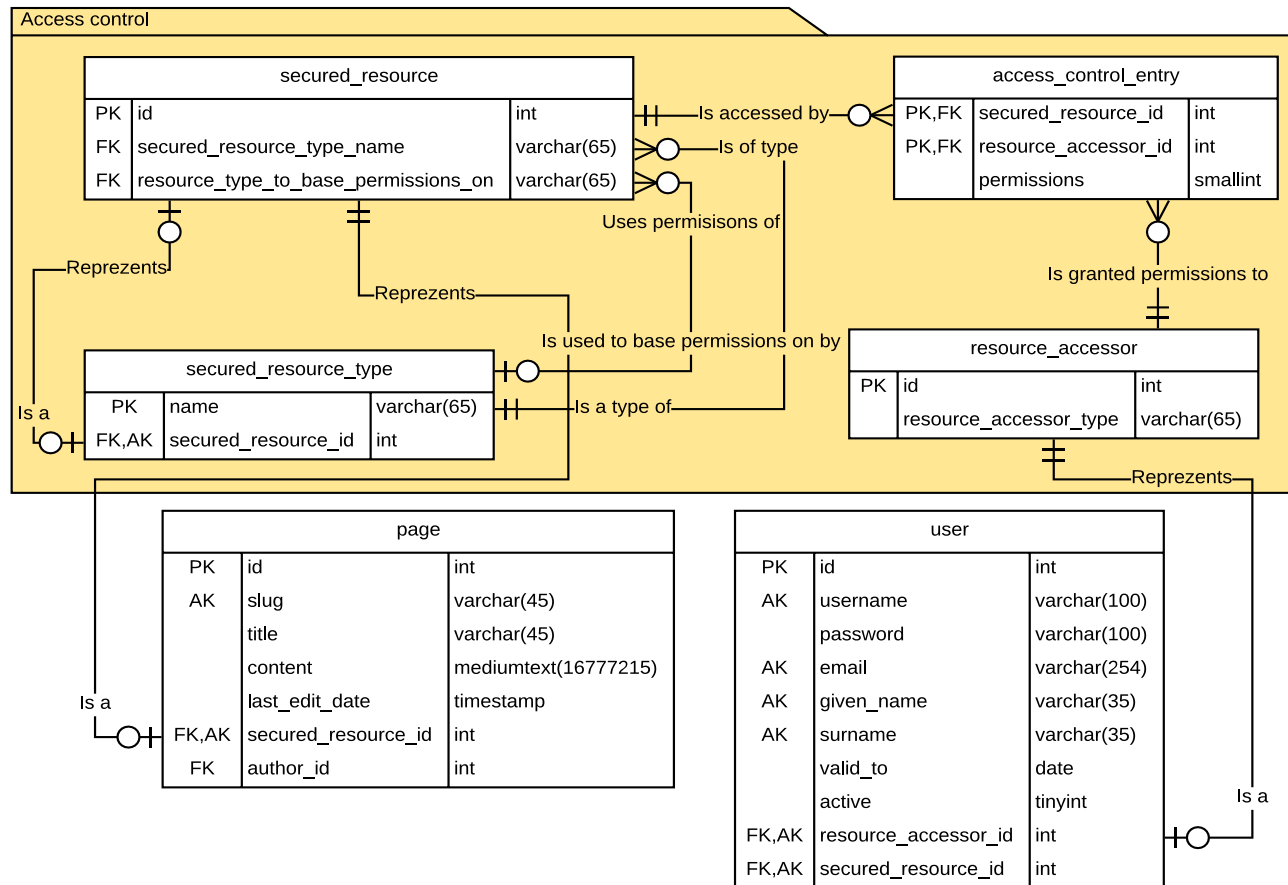 Access control
secured_resource
PK id int
FK secured_resource_type_name varchar(65)
FK resource_type_to_base_permissions_on varchar(65)
access_control_entry
PK,FK secured_resource_id int
PK,FK resource_accessor_id int
permissions smallint
Is accessed by
Is of type
Uses permisisons of
Reprezents
Reprezents
Is granted permissions to
Is used to base permissions on by
secured_resource_type
PK name varchar(65)
FK,AK secured_resource_id int
Is a
Is a type of
resource_accessor
PK id int
resource_accessor_type varchar(65)
Reprezents
page
PK id int
AK slug varchar(45)
title varchar(45)
content mediumtext(16777215)
last_edit_date timestamp
FK,AK secured_resource_id int
FK author_id int
Is a
user
PK id int
AK username varchar(100)
password varchar(100)
AK email varchar(254)
AK given_name varchar(35)
AK surname varchar(35)
valid_to date
active tinyint
FK,AK resource_accessor_id int
FK,AK secured_resource_id int
Is a